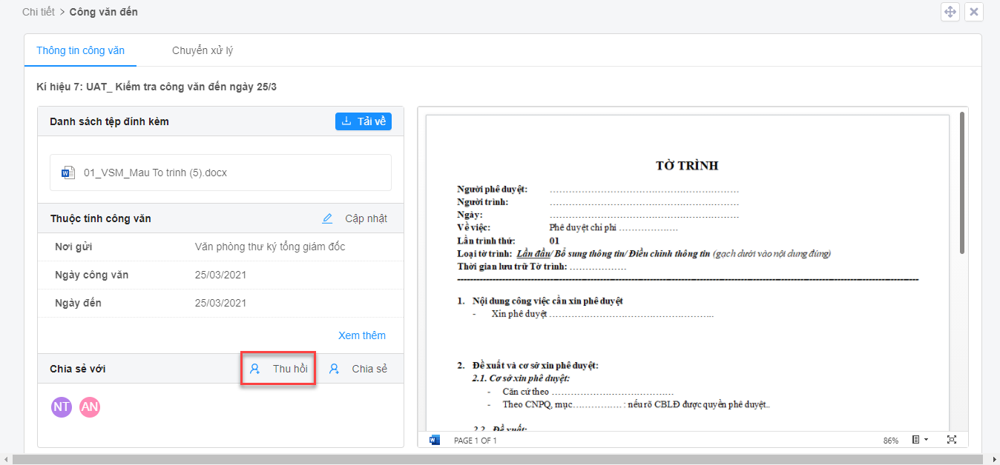 Chi tiết > Công văn đến
Thông tin công văn
Chuyển xử lý
Kí hiệu 7: UAT_ Kiểm tra công văn đến ngày 25/3
Danh sách tệp đính kèm
Tải về
01_VSM_Mau To trinh (5).docx
Thuộc tính công văn
Cập nhật
Nơi gửi
Văn phòng thư ký tổng giám đốc
Ngày công văn
25/03/2021
Ngày đến
25/03/2021
Xem thêm
Chia sẻ với
Thu hồi
Chia sẻ
NT
AN
TỜ TRÌNH
Người phê duyệt: ……………………………………………………
Người trình: ……………………………………………………
Ngày: ……………………………………………………
Về việc: Phê duyệt chi phí ……………….
Lần trình thứ: 01
Loại tờ trình: Lần đầu/ Bổ sung thông tin/ Điều chỉnh thông tin (gạch dưới vào nội dung đúng)
Thời gian lưu trữ Tờ trình: ………………
1. Nội dung công việc cần xin phê duyệt
- Xin phê duyệt ……………………………………………..
2. Đề xuất và cơ sở xin phê duyệt:
2.1. Cơ sở xin phê duyệt:
- Căn cứ theo …………………………………
- Theo CNPQ, mục……………. : nếu rõ CBLĐ được quyền phê duyệt..
2.2. Đề xuất:
PAGE 1 OF 1
86%